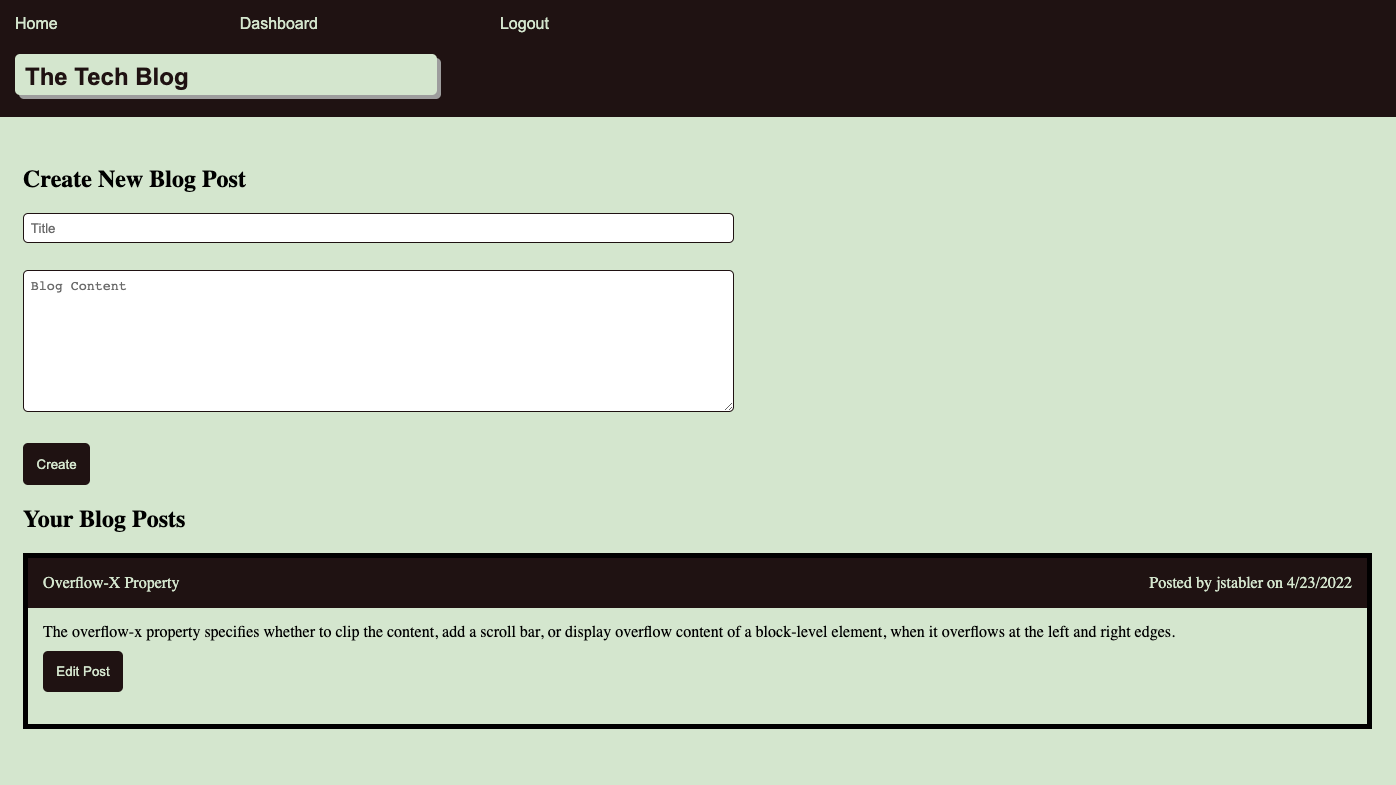 Home Dashboard Logout
The Tech Blog
Create New Blog Post
Title
Blog Content
Create
Your Blog Posts
Overflow-X Property Posted by jstabler on 4/23/2022
The overflow-x property specifies whether to clip the content, add a scroll bar, or display overflow content of a block-level element, when it overflows at the left and right edges.
Edit Post